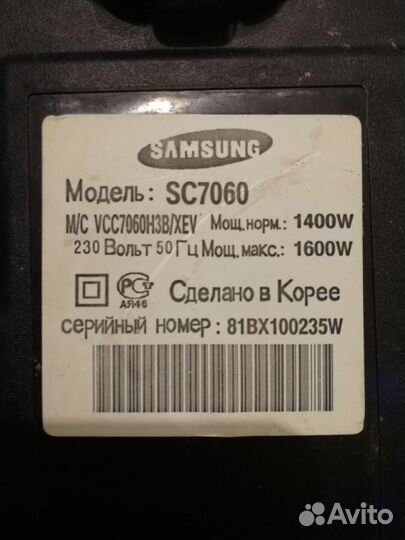 SAMSUNG
Модель: SC7060
M/C VCC7060H3B/XEV Мощ.норм.: 1400W
230 Вольт 50 Гц Мощ.макс.: 1600W
РСТ Сделано в Корее
АЯ46
серийный номер: 81BX100235W
Avito